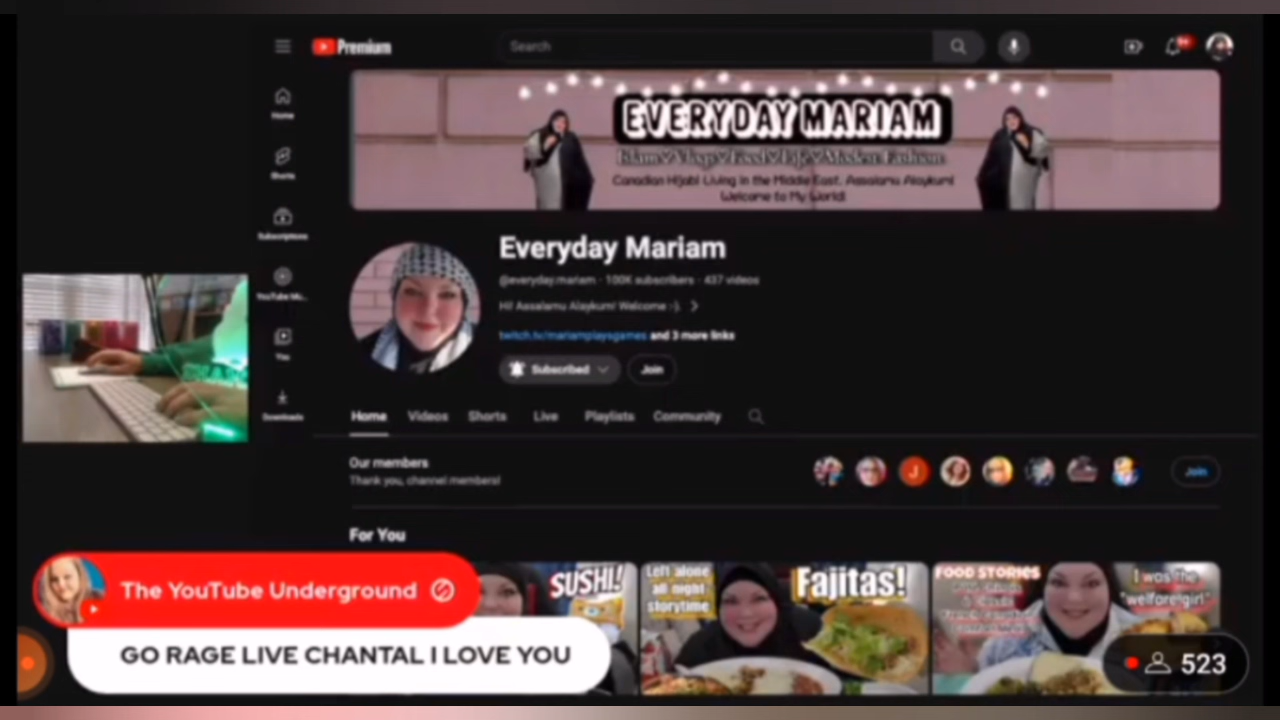 Premium
Search
9+
Home
Shorts
Subscriptions
YouTube Mu...
You
Downloads
EVERYDAY MARIAM
Islam♥Vlogs♥Food♥Life♥Modest Fashion
Canadian Hijabi Living in the Middle East. Assalamu Alaykum!
Welcome to My World!
Everyday Mariam
@everyday.mariam · 100K subscribers · 437 videos
Hi! Assalamu Alaykum! Welcome :-).
twitch.tv/mariamplaysgames and 3 more links
Subscribed
Join
Home Videos Shorts Live Playlists Community
Our members
Thank you, channel members!
J
Join
For You
SUSHI!
Left alone
all night
storytime
Fajitas!
FOOD STORIES
I was the
"welfare girl"
The YouTube Underground
GO RAGE LIVE CHANTAL I LOVE YOU
523